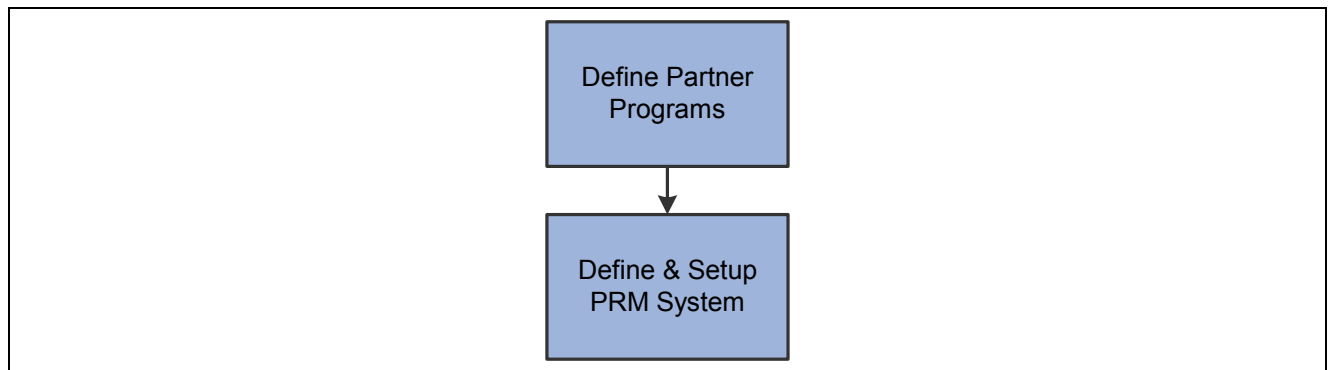 Define Partner
Programs
Define & Setup
PRM System